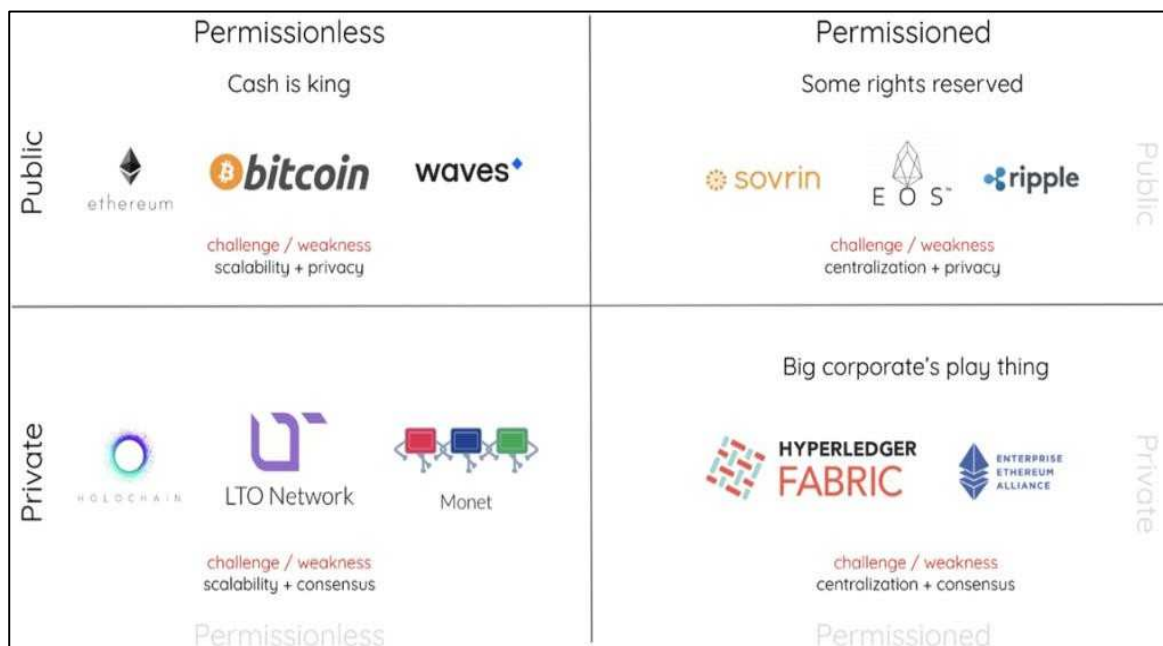 Permissionless
Permissioned
Cash is king
Some rights reserved
Public
ethereum
bitcoin
waves
sovrin
E O S™
ripple
Public
challenge / weakness
scalability + privacy
challenge / weakness
centralization + privacy
Big corporate's play thing
Private
HOLOCHAIN
LTO Network
Monet
HYPERLEDGER
FABRIC
ENTERPRISE
ETHEREUM
ALLIANCE
Private
challenge / weakness
scalability + consensus
challenge / weakness
centralization + consensus
Permissionless
Permissioned